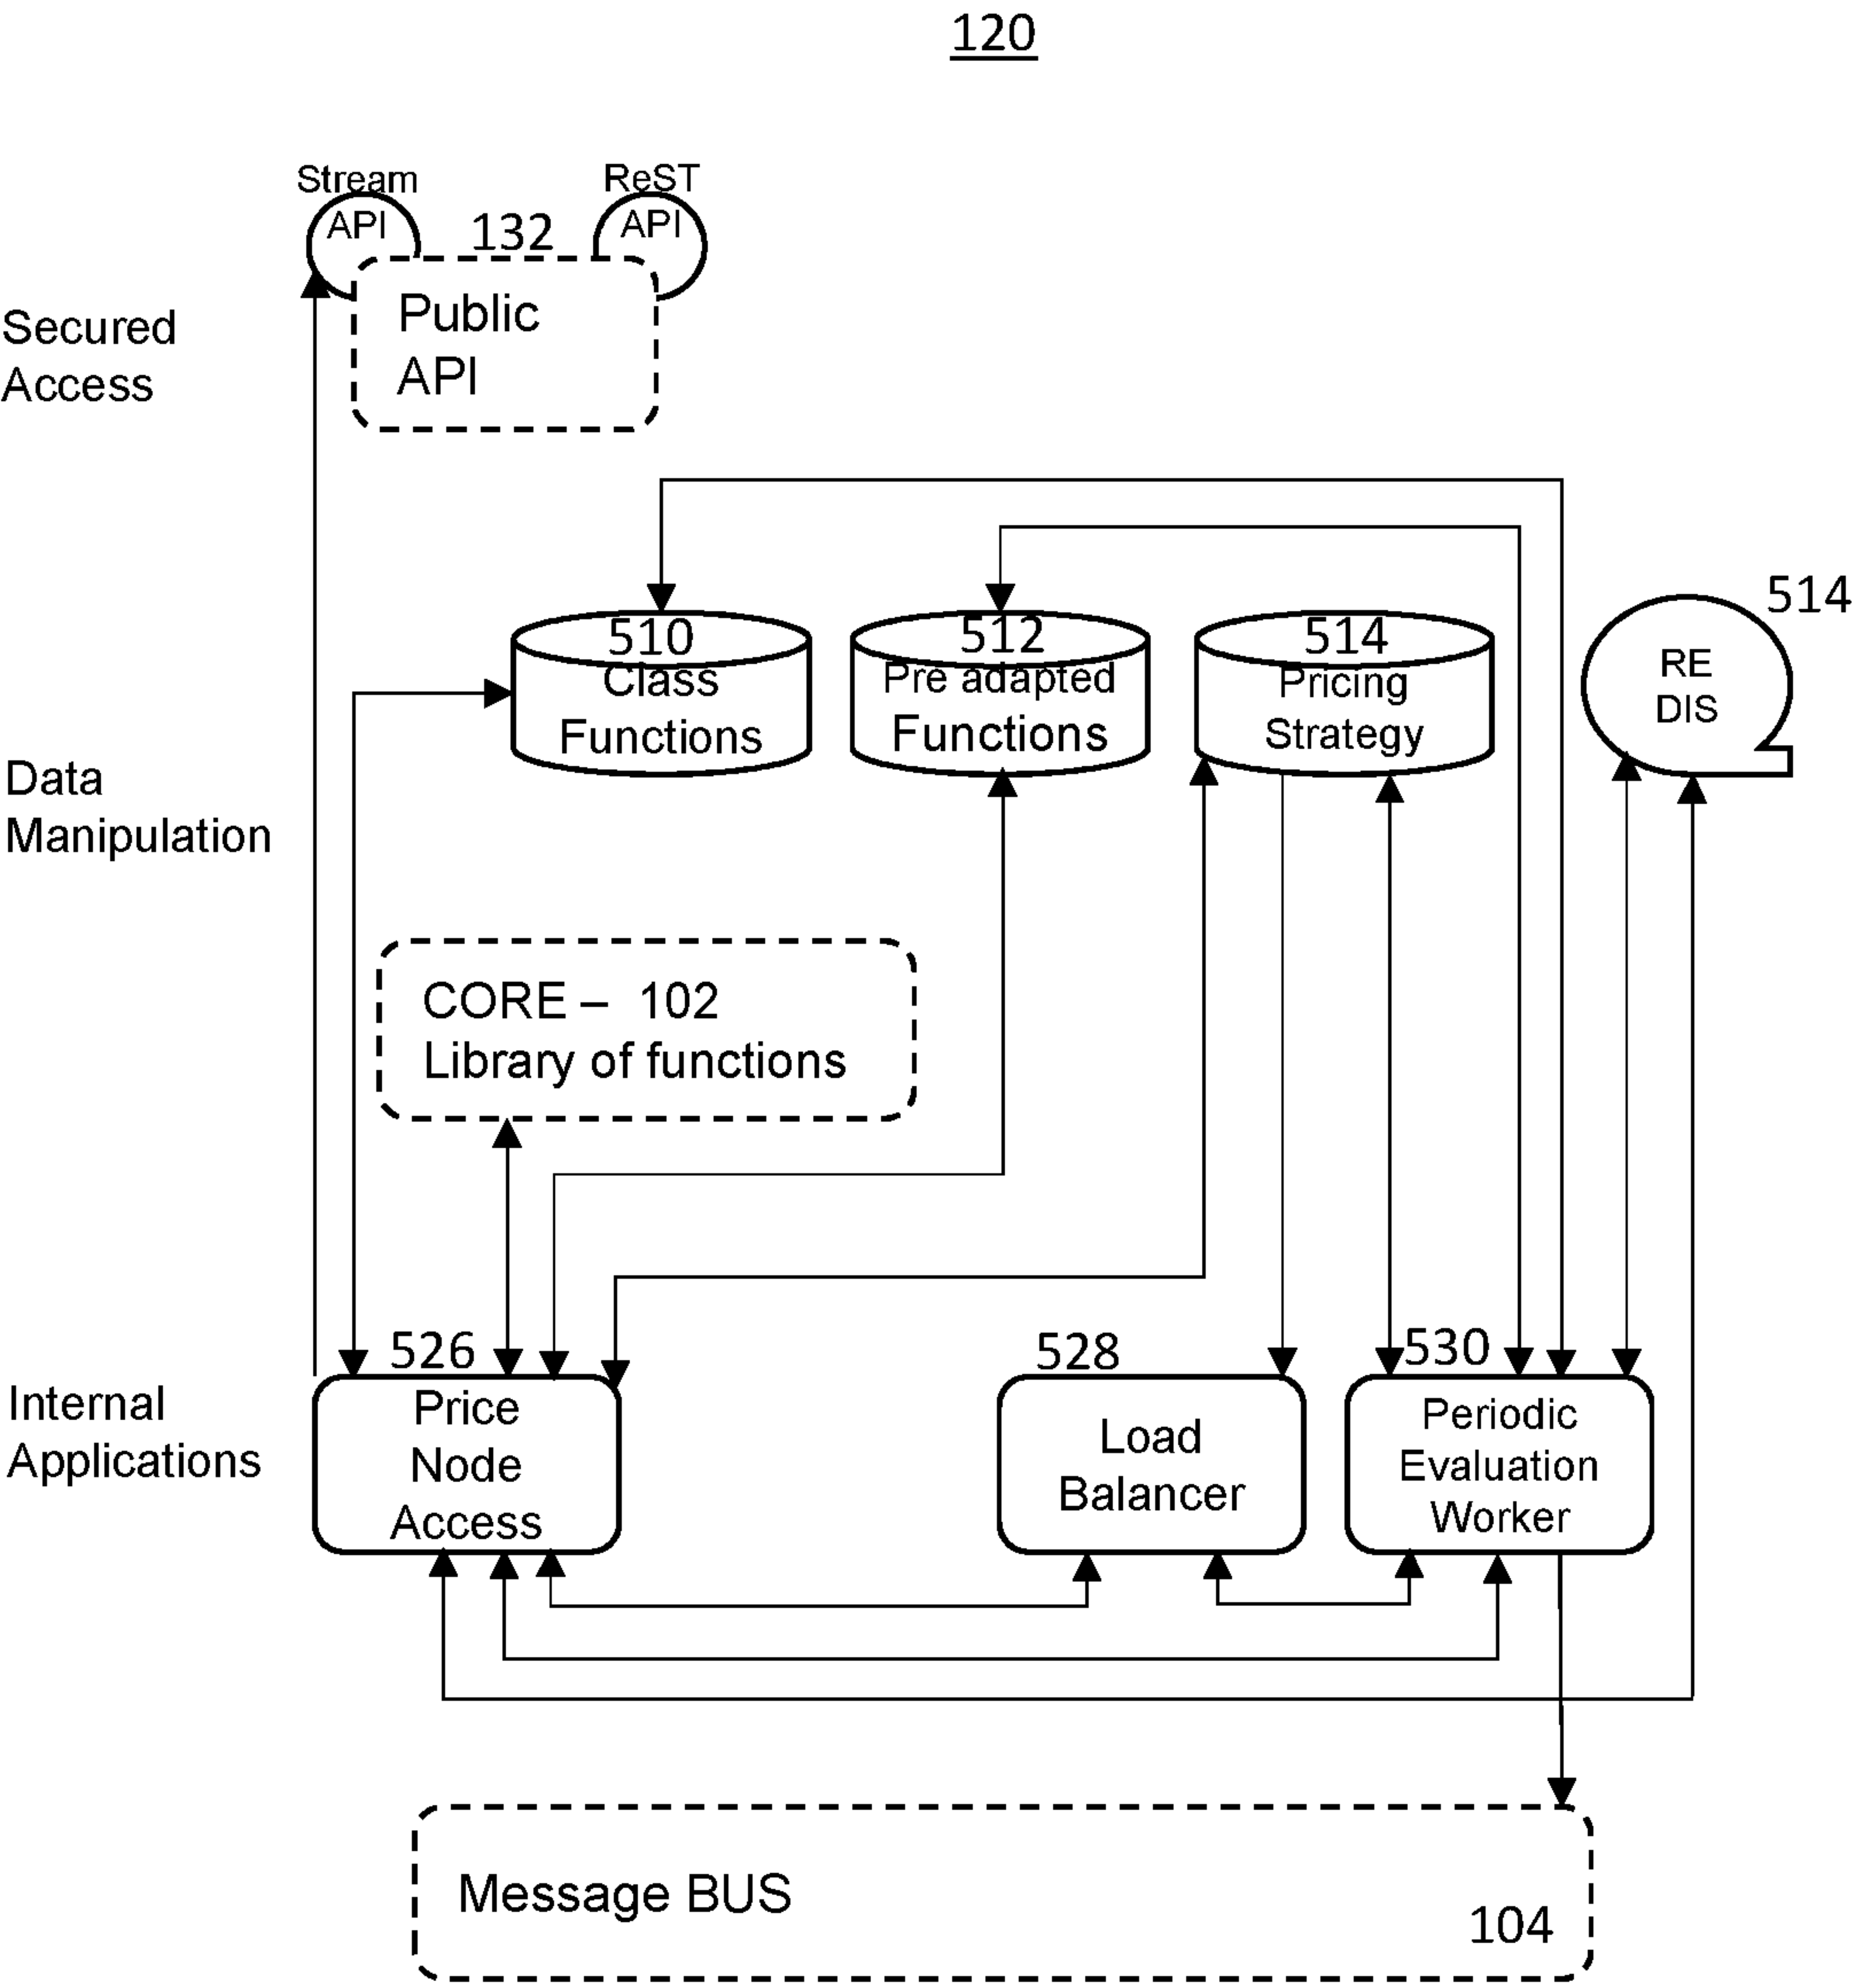 120
Stream
API
132
ReST
API
Public
API
Secured
Access
510
Class
Functions
512
Pre adapted
Functions
514
Pricing
Strategy
514
RE
DIS
Data
Manipulation
CORE – 102
Library of functions
Internal
Applications
526
Price
Node
Access
528
Load
Balancer
530
Periodic
Evaluation
Worker
Message BUS
104